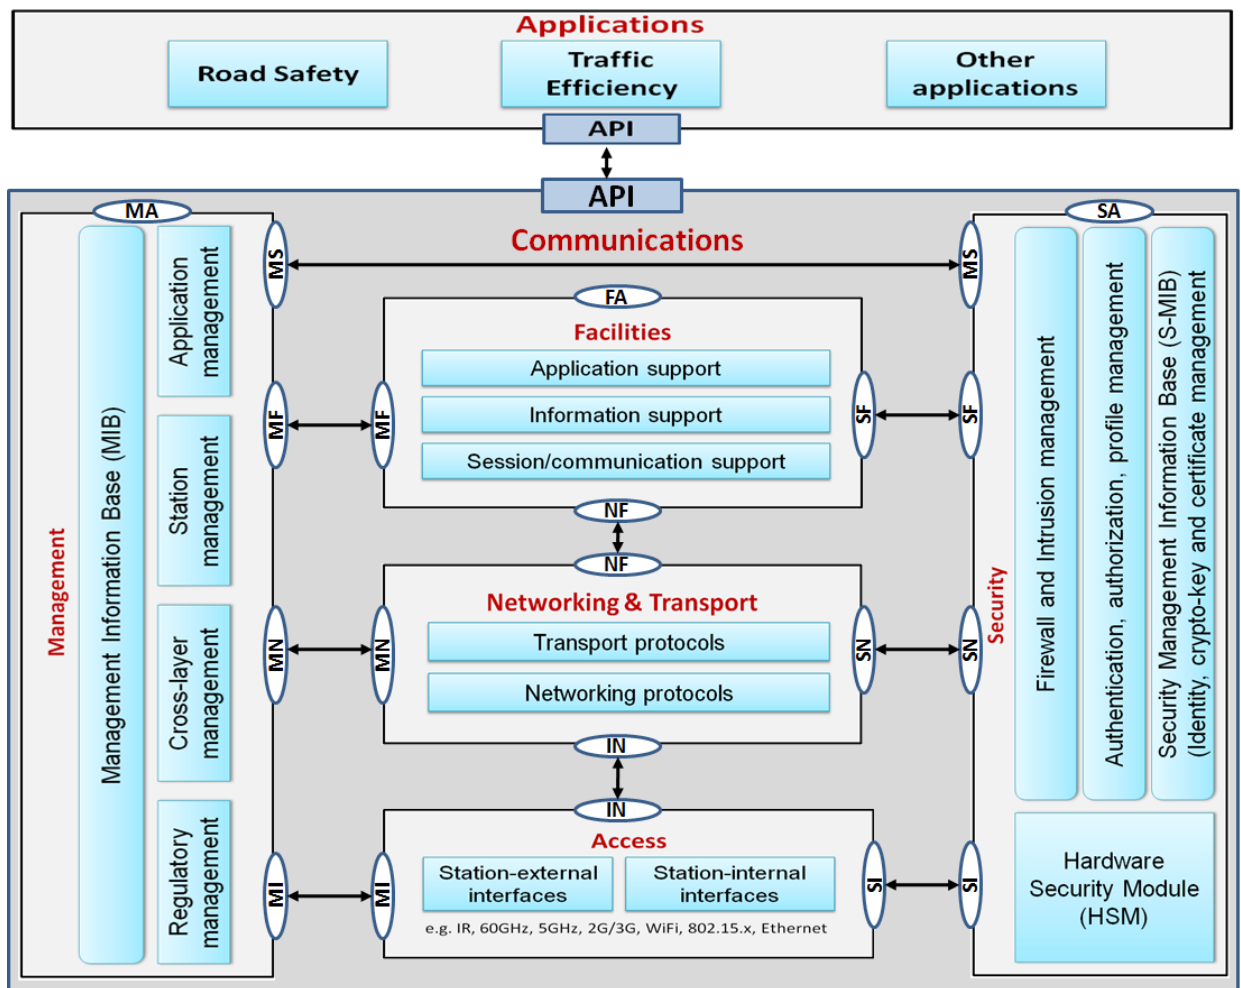 Applications
Road Safety
Traffic
Efficiency
Other
applications
API
API
MA
SA
Communications
Management
Management Information Base (MIB)
Application
management
Station
management
Cross-layer
management
Regulatory
management
MS
MS
MF
MF
MN
MN
MI
MI
FA
Facilities
Application support
Information support
Session/communication support
NF
NF
Networking & Transport
Transport protocols
Networking protocols
IN
IN
Access
Station-external
interfaces
Station-internal
interfaces
e.g. IR, 60GHz, 5GHz, 2G/3G, WiFi, 802.15.x, Ethernet
SF
SF
SN
SN
SI
SI
Security
Firewall and Intrusion management
Authentication, authorization, profile management
Security Management Information Base (S-MIB)
(Identity, crypto-key and certificate management
Hardware
Security Module
(HSM)